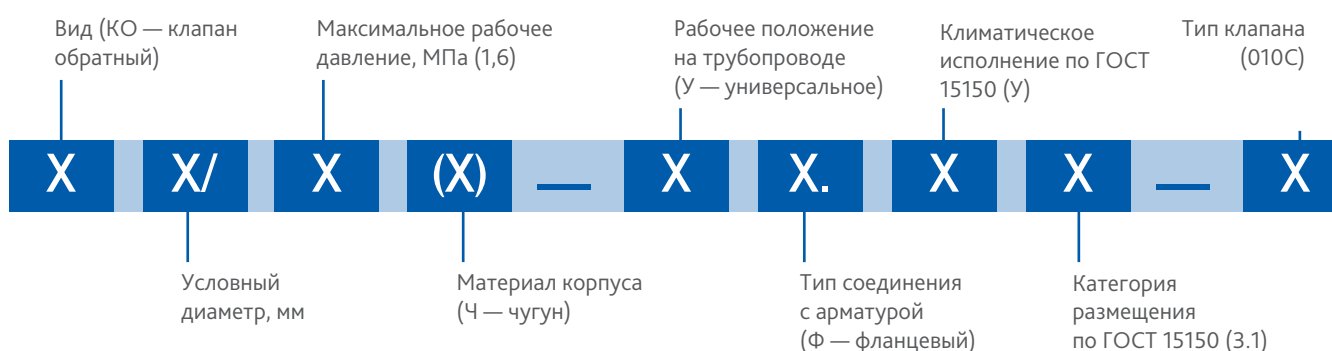 Вид (КО — клапан
обратный)
Максимальное рабочее
давление, МПа (1,6)
Рабочее положение
на трубопроводе
(У — универсальное)
Климатическое
исполнение по ГОСТ
15150 (У)
Тип клапана
(010С)
X X/ X (X) — X X. X X — X
Условный
диаметр, мм
Материал корпуса
(Ч — чугун)
Тип соединения
с арматурой
(Ф — фланцевый)
Категория
размещения
по ГОСТ 15150 (3.1)